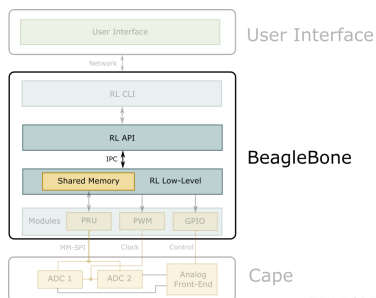 User Interface
User Interface
Network
RL CLI
RL API
IPC
BeagleBone
Shared Memory
RL Low-Level
Modules
PRU
PWM
GPIO
MM-SPI
Clock
Control
ADC 1
ADC 2
Analog
Front-End
Cape